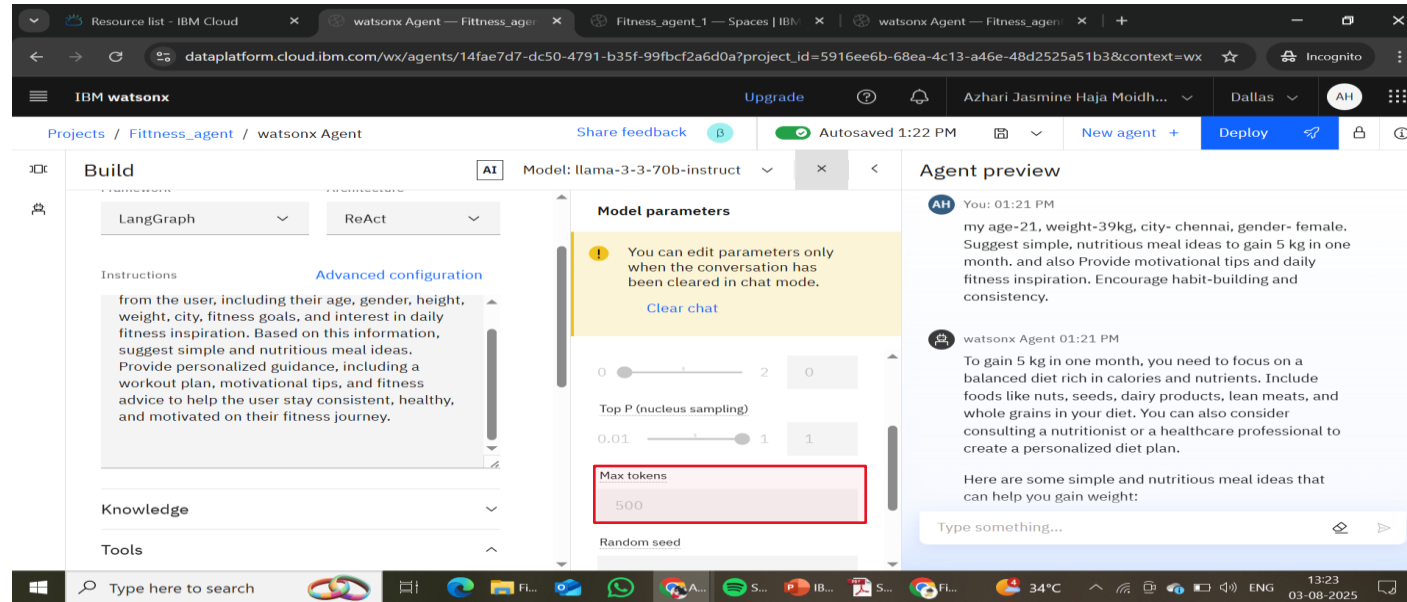 Resource list - IBM Cloud
watsonx Agent — Fittness_agen
Fitness_agent_1 — Spaces | IBM
watsonx Agent — Fittness_agen
dataplatform.cloud.ibm.com/wx/agents/14fae7d7-dc50-4791-b35f-99fbcf2a6d0a?project_id=5916ee6b-68ea-4c13-a46e-48d2525a51b3&context=wx
Incognito
IBM watsonx
Upgrade
Azhari Jasmine Haja Moidh...
Dallas
AH
Projects / Fittness_agent / watsonx Agent
Share feedback
β
Autosaved 1:22 PM
New agent +
Deploy
Build
AI
Model: llama-3-3-70b-instruct
Framework
Architecture
LangGraph
ReAct
Instructions
Advanced configuration
from the user, including their age, gender, height,
weight, city, fitness goals, and interest in daily
fitness inspiration. Based on this information,
suggest simple and nutritious meal ideas.
Provide personalized guidance, including a
workout plan, motivational tips, and fitness
advice to help the user stay consistent, healthy,
and motivated on their fitness journey.
Knowledge
Tools
Model parameters
You can edit parameters only
when the conversation has
been cleared in chat mode.
Clear chat
0
2
0
Top P (nucleus sampling)
0.01
1
1
Max tokens
500
Random seed
Agent preview
AH
You: 01:21 PM
my age-21, weight-39kg, city- chennai, gender- female.
Suggest simple, nutritious meal ideas to gain 5 kg in one
month. and also Provide motivational tips and daily
fitness inspiration. Encourage habit-building and
consistency.
watsonx Agent 01:21 PM
To gain 5 kg in one month, you need to focus on a
balanced diet rich in calories and nutrients. Include
foods like nuts, seeds, dairy products, lean meats, and
whole grains in your diet. You can also consider
consulting a nutritionist or a healthcare professional to
create a personalized diet plan.
Here are some simple and nutritious meal ideas that
can help you gain weight:
Type something...
Type here to search
Fi...
A...
S...
IB...
S...
Fi...
4
34°C
ENG
13:23
03-08-2025